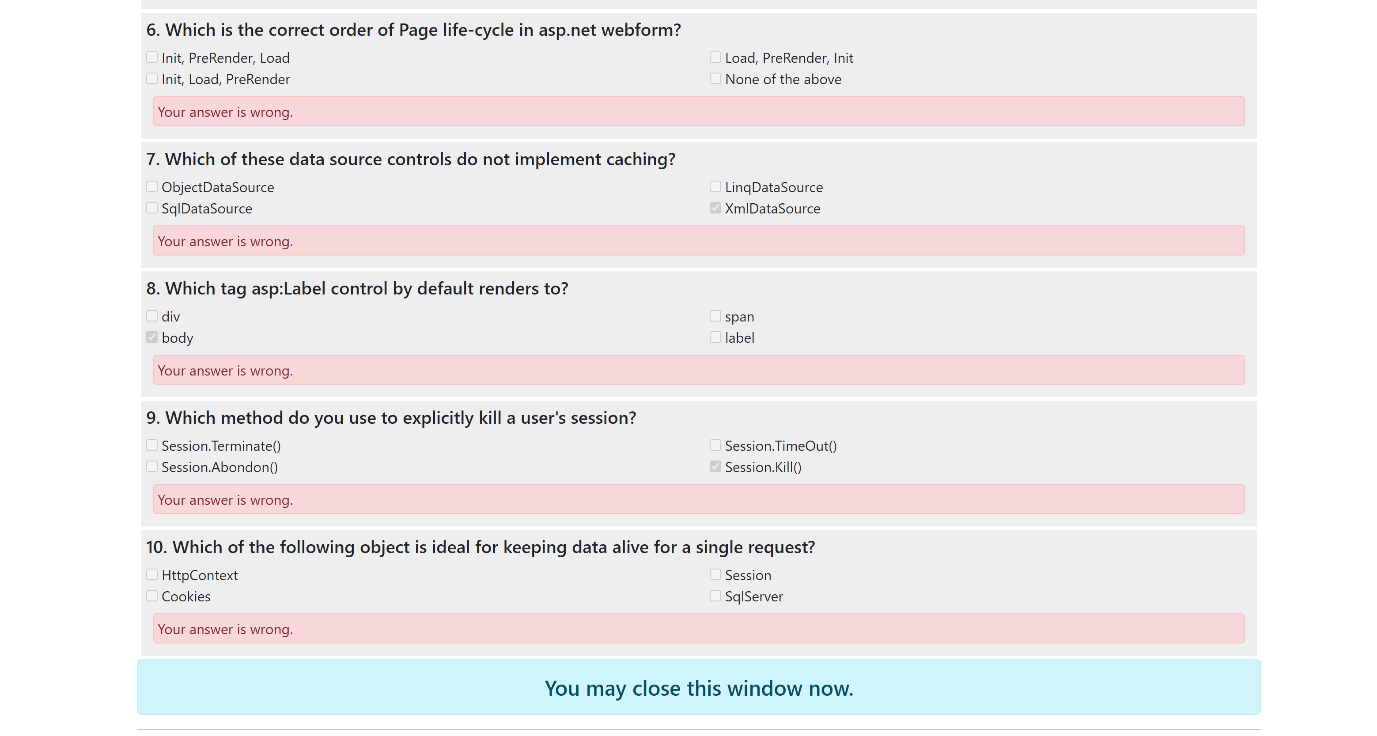 6. Which is the correct order of Page life-cycle in asp.net webform?
Init, PreRender, Load
Load, PreRender, Init
Init, Load, PreRender
None of the above
Your answer is wrong.
7. Which of these data source controls do not implement caching?
ObjectDataSource
LinqDataSource
SqlDataSource
XmlDataSource
Your answer is wrong.
8. Which tag asp:Label control by default renders to?
div
span
body
label
Your answer is wrong.
9. Which method do you use to explicitly kill a user's session?
Session.Terminate()
Session.TimeOut()
Session.Abondon()
Session.Kill()
Your answer is wrong.
10. Which of the following object is ideal for keeping data alive for a single request?
HttpContext
Session
Cookies
SqlServer
Your answer is wrong.
You may close this window now.